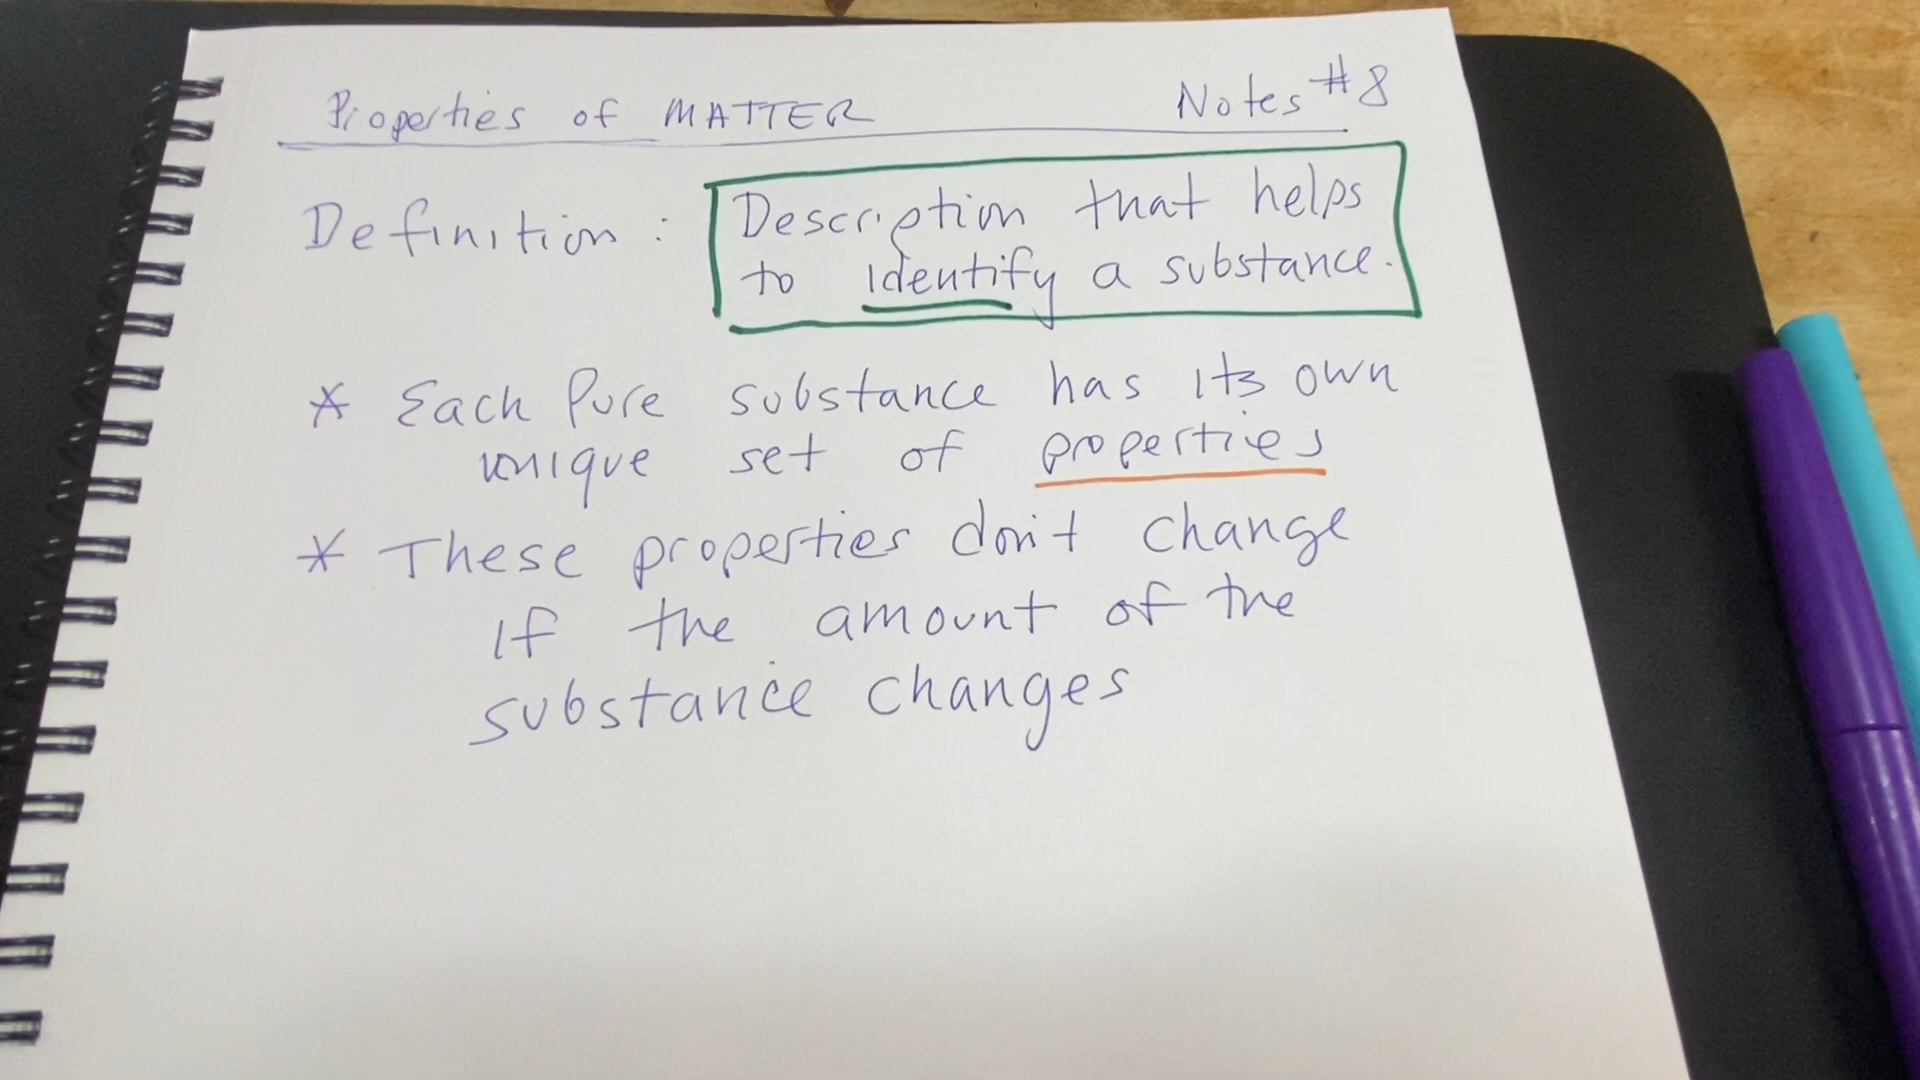 Properties of MATTER Notes #8
Definition : Description that helps
to identify a substance.
* Each Pure substance has its own
unique set of properties
* These properties don't change
If the amount of the
substance changes